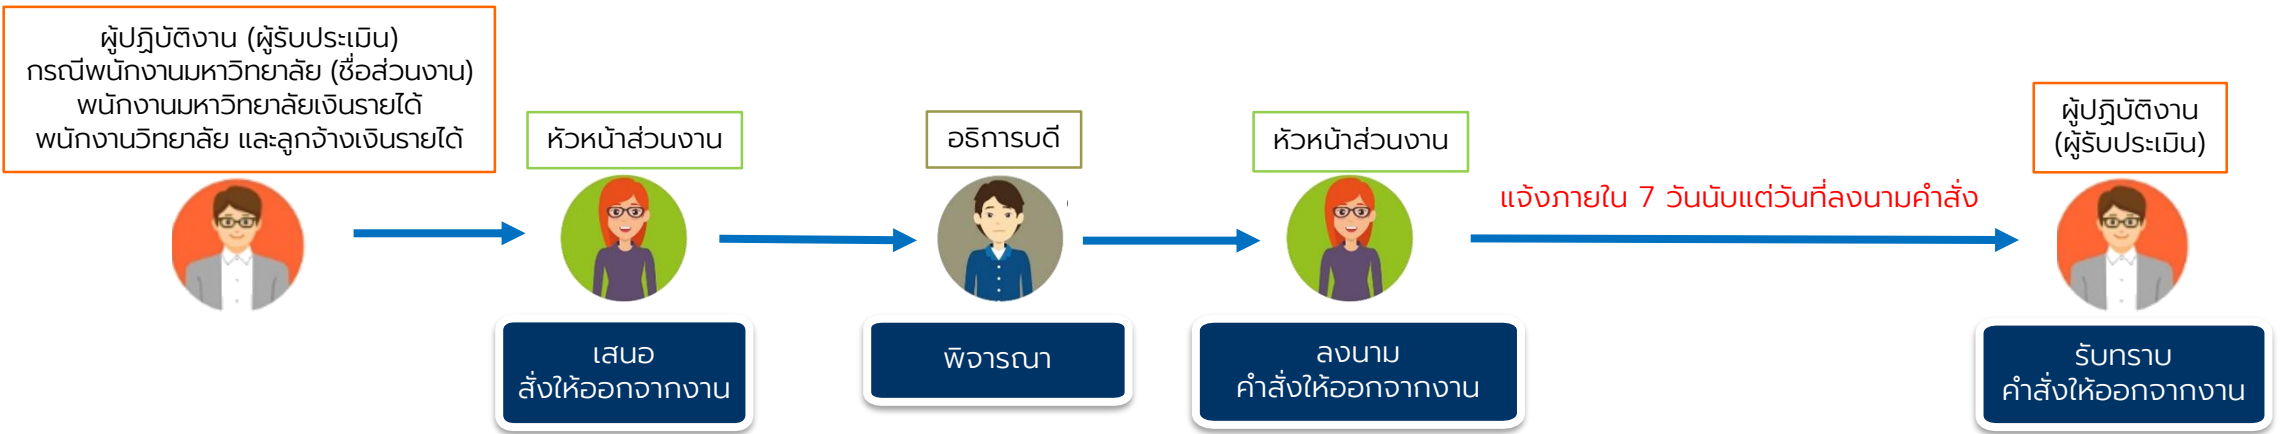 ผู้ปฏิบัติงาน (ผู้รับประเมิน)
กรณีพนักงานมหาวิทยาลัย (ชื่อส่วนงาน)
พนักงานมหาวิทยาลัยเงินรายได้
พนักงานวิทยาลัย และลูกจ้างเงินรายได้
หัวหน้าส่วนงาน
อธิการบดี
หัวหน้าส่วนงาน
แจ้งภายใน 7 วันนับแต่วันที่ลงนามคำสั่ง
ผู้ปฏิบัติงาน
(ผู้รับประเมิน)
เสนอ
สั่งให้ออกจากงาน
พิจารณา
ลงนาม
คำสั่งให้ออกจากงาน
รับทราบ
คำสั่งให้ออกจากงาน